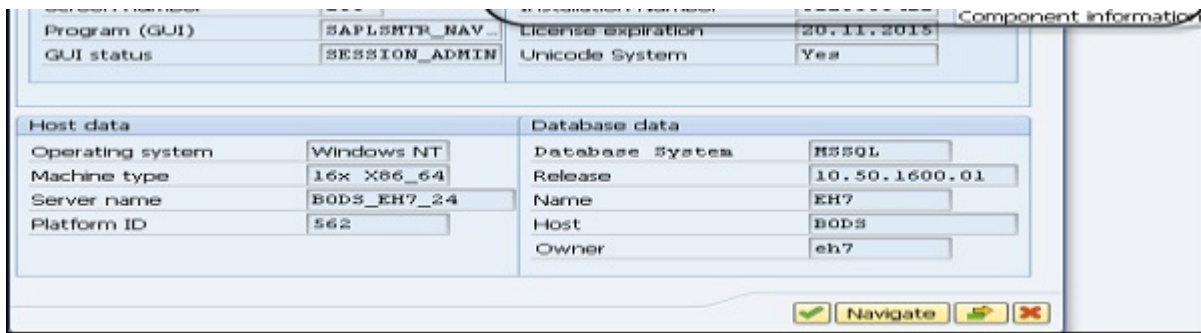 Component information
Program (GUI) SAPLSMTR_NAV... License expiration 20.11.2015
GUI status SESSION_ADMIN Unicode System Yes
Host data Database data
Operating system Windows NT Database System MSSQL
Machine type 16x X86_64 Release 10.50.1600.01
Server name BODS_EH7_24 Name EH7
Platform ID 562 Host BODS
Owner eh7
Navigate